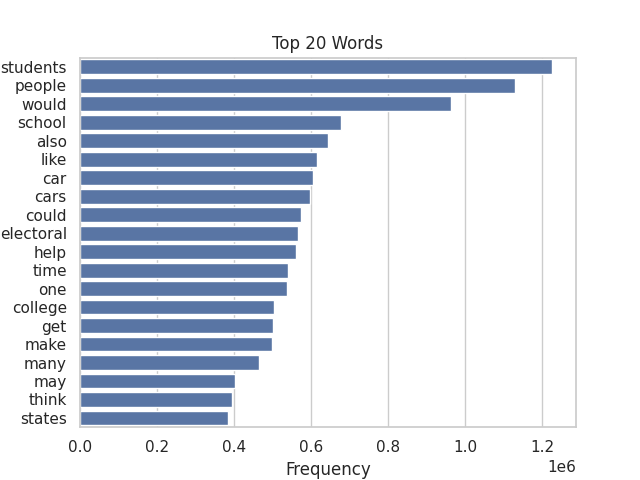 Top 20 Words
students
people
would
school
also
like
car
cars
could
electoral
help
time
one
college
get
make
many
may
think
states
0.0 0.2 0.4 0.6 0.8 1.0 1.2
1e6
Frequency